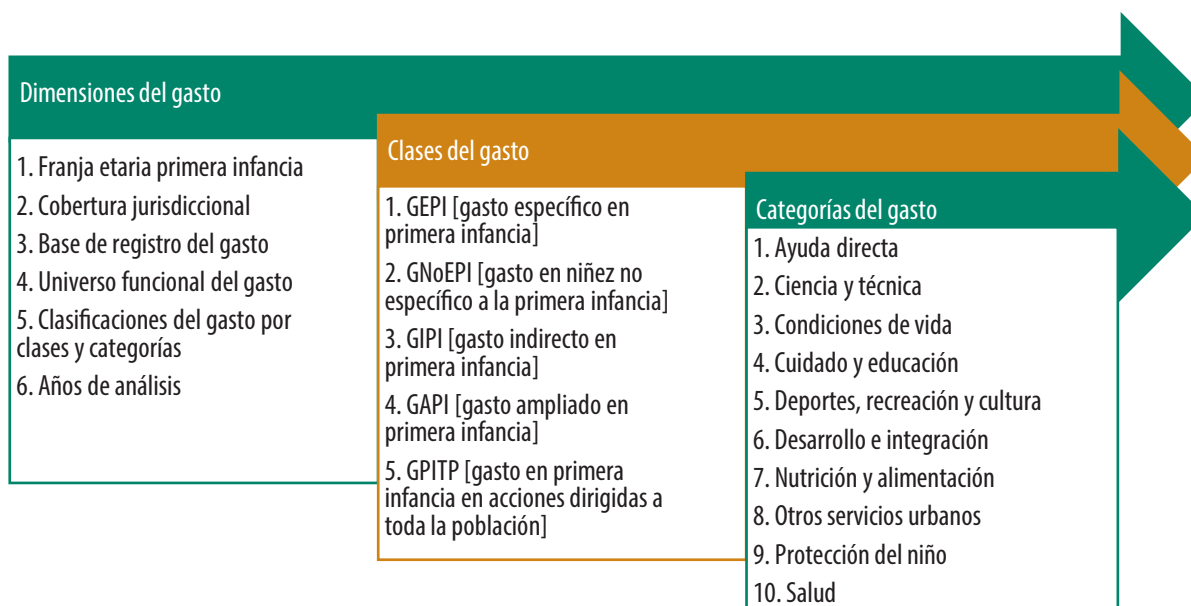 Dimensiones del gasto
1. Franja etaria primera infancia
2. Cobertura jurisdiccional
3. Base de registro del gasto
4. Universo funcional del gasto
5. Clasificaciones del gasto por
clases y categorías
6. Años de análisis
Clases del gasto
1. GEPI [gasto específico en
primera infancia]
2. GNoEPI [gasto en niñez no
específico a la primera infancia]
3. GIPI [gasto indirecto en
primera infancia]
4. GAPI [gasto ampliado en
primera infancia]
5. GPITP [gasto en primera
infancia en acciones dirigidas a
toda la población]
Categorías del gasto
1. Ayuda directa
2. Ciencia y técnica
3. Condiciones de vida
4. Cuidado y educación
5. Deportes, recreación y cultura
6. Desarrollo e integración
7. Nutrición y alimentación
8. Otros servicios urbanos
9. Protección del niño
10. Salud